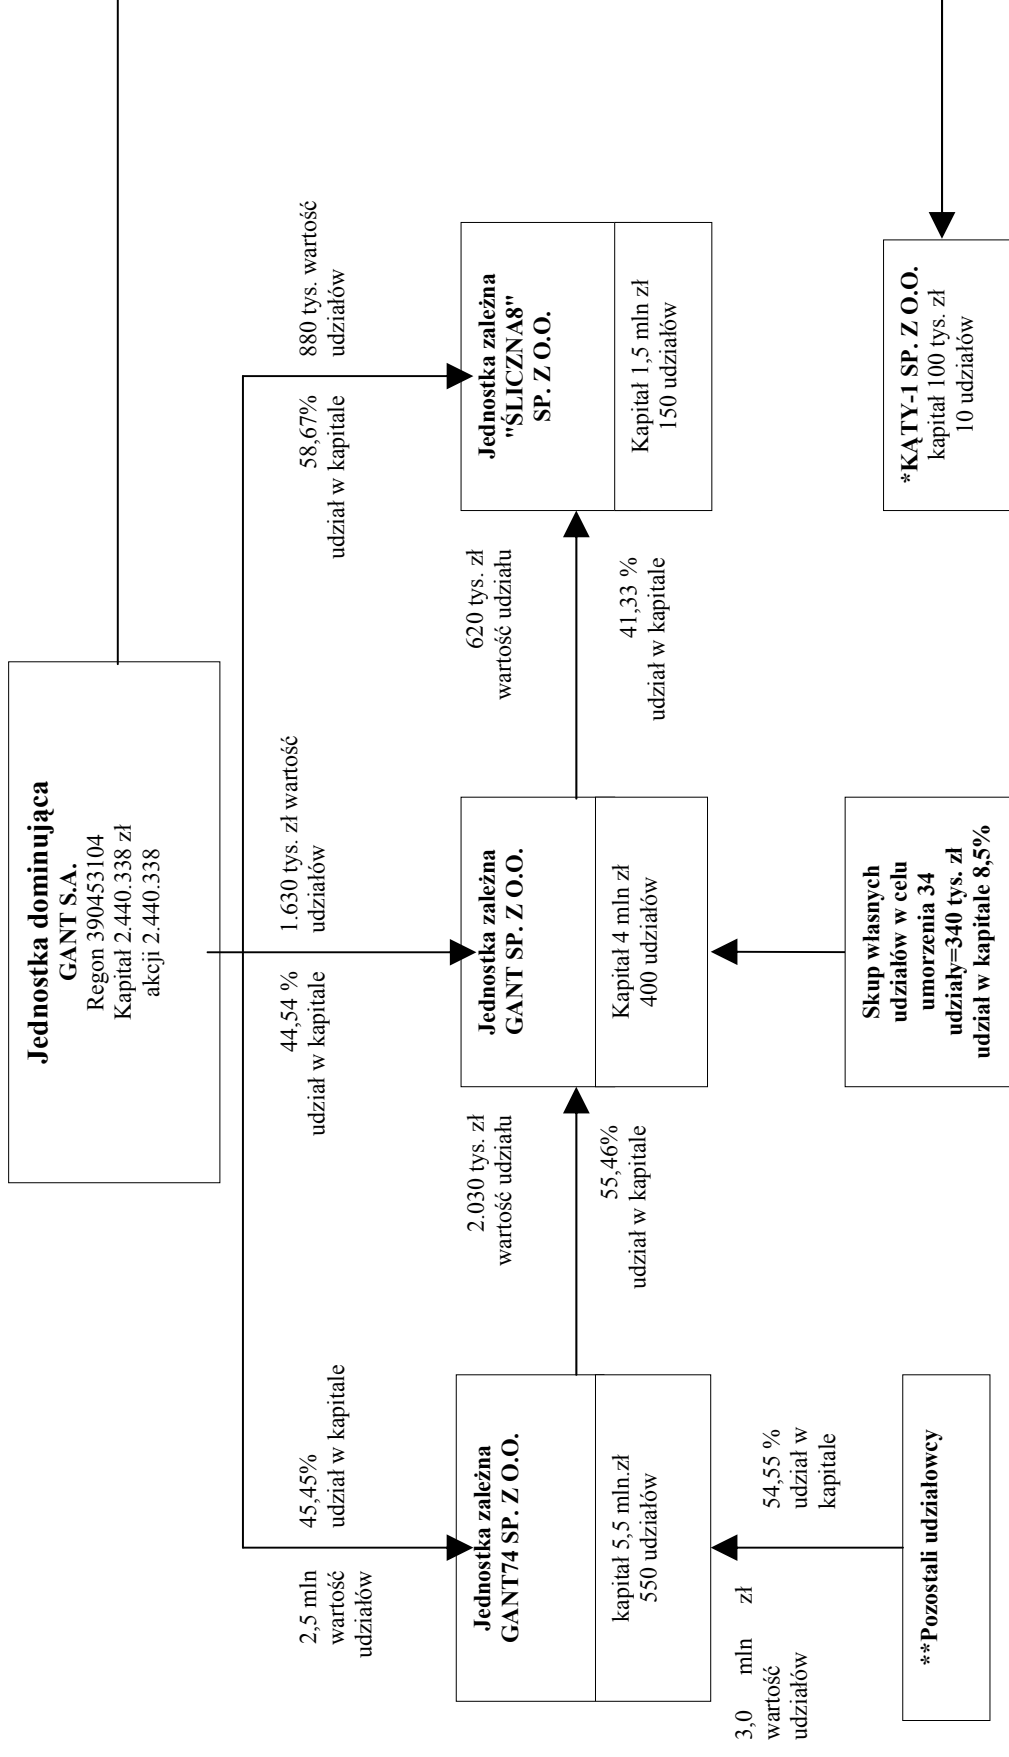 Jednostka dominująca
GANT S.A.
Regon 390453104
Kapitał 2.440.338 zł
akcji 2.440.338
2,5 mln
wartość
udziałów
45,45%
udział w kapitale
44,54 %
udział w kapitale
1.630 tys. zł wartość
udziałów
58,67%
udział w kapitale
880 tys. wartość
udziałów
Jednostka zależna
GANT74 SP. Z O.O.
kapitał 5,5 mln.zł
550 udziałów
2.030 tys. zł
wartość udziału
55,46%
udział w kapitale
Jednostka zależna
GANT SP. Z O.O.
Kapitał 4 mln zł
400 udziałów
620 tys. zł
wartość udziału
41,33 %
udział w kapitale
Jednostka zależna
"ŚLICZNA8"
SP. Z O.O.
Kapitał 1,5 mln zł
150 udziałów
3,0 mln zł
wartość
udziałów
54,55 %
udział w
kapitale
**Pozostali udziałowcy
Skup własnych
udziałów w celu
umorzenia 34
udziały=340 tys. zł
udział w kapitale 8,5%
*KĄTY-1 SP. Z O.O.
kapitał 100 tys. zł
10 udziałów